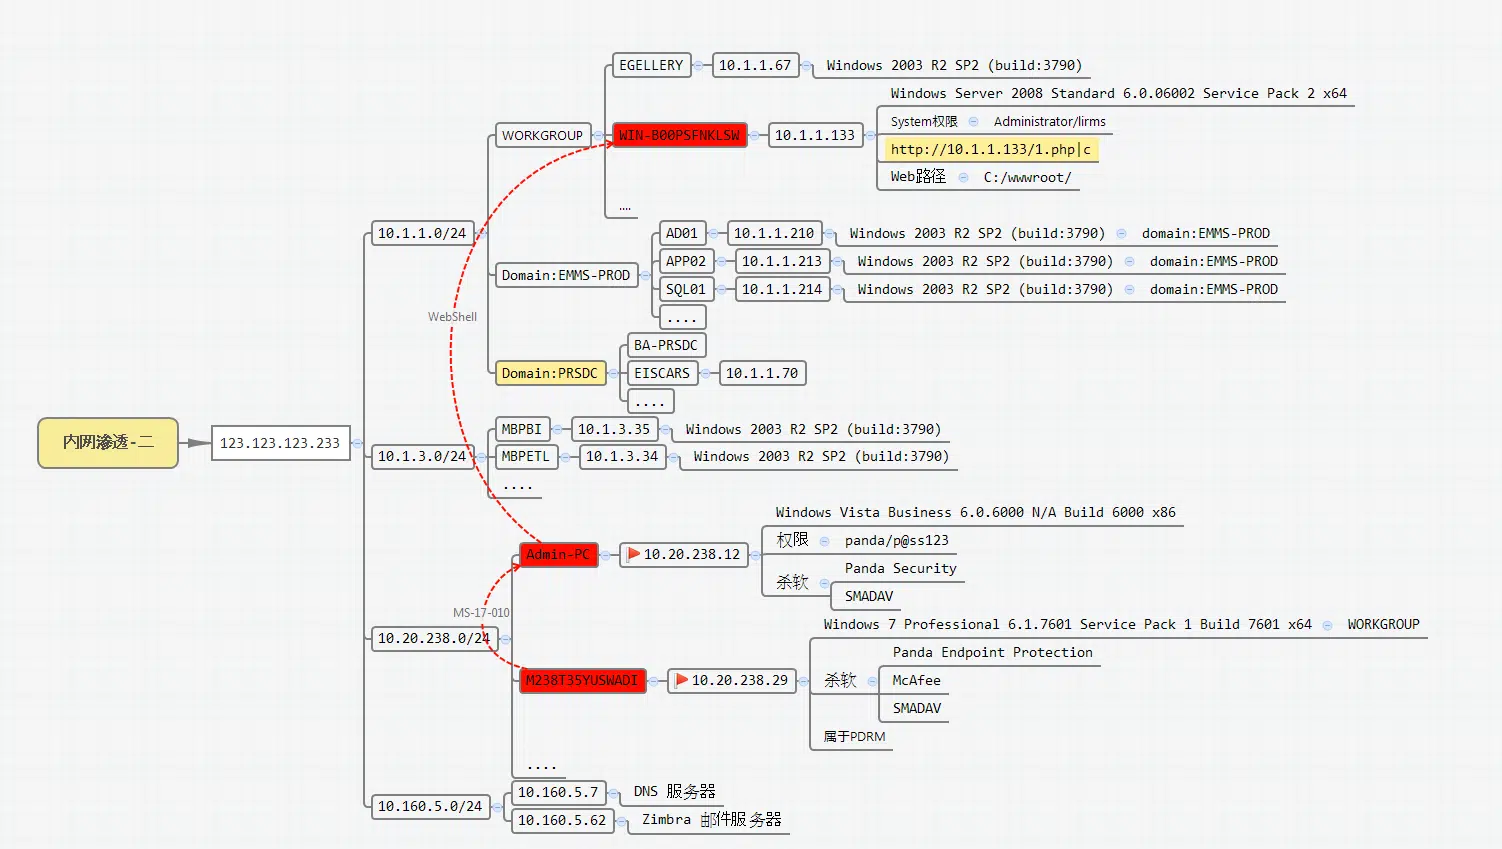 EGELLERY
10.1.1.67
Windows 2003 R2 SP2 (build:3790)
Windows Server 2008 Standard 6.0.06002 Service Pack 2 x64
WORKGROUP
WIN-B00PSFNKLSW
10.1.1.133
System权限
Administrator/lirms
http://10.1.1.133/1.php|c
Web路径
C:/wwwroot/
....
10.1.1.0/24
AD01
10.1.1.210
Windows 2003 R2 SP2 (build:3790)
domain:EMMS-PROD
Domain:EMMS-PROD
APP02
10.1.1.213
Windows 2003 R2 SP2 (build:3790)
domain:EMMS-PROD
SQL01
10.1.1.214
Windows 2003 R2 SP2 (build:3790)
domain:EMMS-PROD
....
WebShell
BA-PRSDC
Domain:PRSDC
EISCARS
10.1.1.70
....
内网渗透-二
123.123.123.233
10.1.3.0/24
MBPBI
10.1.3.35
Windows 2003 R2 SP2 (build:3790)
MBPETL
10.1.3.34
Windows 2003 R2 SP2 (build:3790)
....
Windows Vista Business 6.0.6000 N/A Build 6000 x86
Admin-PC
10.20.238.12
权限
panda/p@ss123
杀软
Panda Security
SMADAV
MS-17-010
10.20.238.0/24
Windows 7 Professional 6.1.7601 Service Pack 1 Build 7601 x64
WORKGROUP
M238T35YUSWADI
10.20.238.29
杀软
Panda Endpoint Protection
McAfee
SMADAV
属于PDRM
....
10.160.5.0/24
10.160.5.7
DNS 服务器
10.160.5.62
Zimbra 邮件服务器